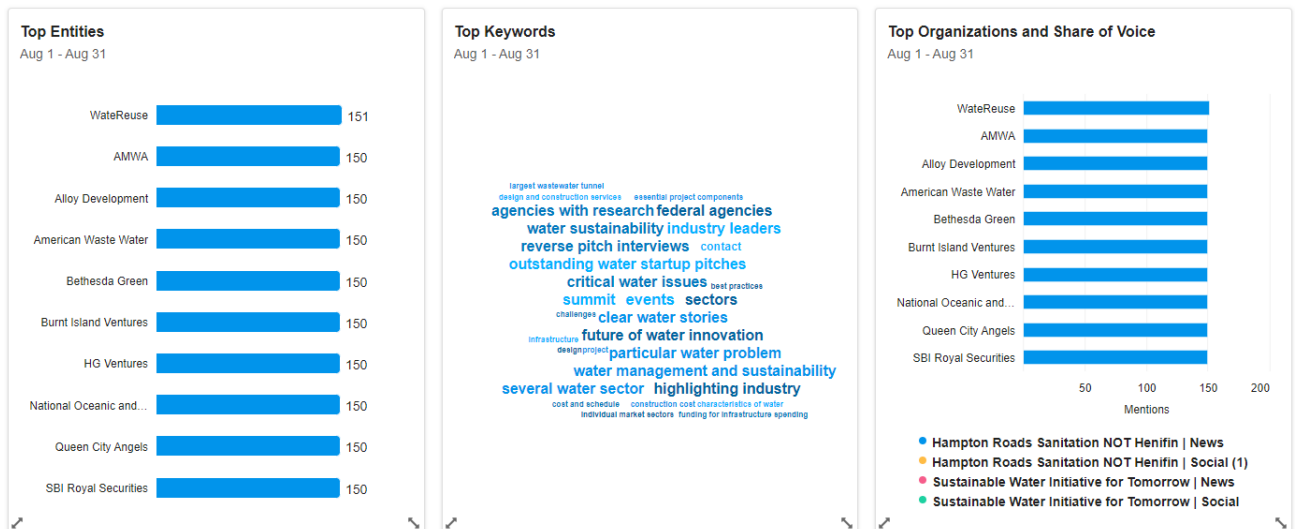 Top Entities
Aug 1 - Aug 31
WateReuse 151
AMWA 150
Alloy Development 150
American Waste Water 150
Bethesda Green 150
Burnt Island Ventures 150
HG Ventures 150
National Oceanic and... 150
Queen City Angels 150
SBI Royal Securities 150
Top Keywords
Aug 1 - Aug 31
largest wastewater tunnel
design and construction services essential project components
agencies with research federal agencies
water sustainability industry leaders
reverse pitch interviews contact
outstanding water startup pitches
critical water issues best practices
summit events sectors
challenges clear water stories
infrastructure future of water innovation
design project particular water problem
water management and sustainability
several water sector highlighting industry
cost and schedule construction cost characteristics of water
individual market sectors funding for infrastructure spending
Top Organizations and Share of Voice
Aug 1 - Aug 31
WateReuse
AMWA
Alloy Development
American Waste Water
Bethesda Green
Burnt Island Ventures
HG Ventures
National Oceanic and...
Queen City Angels
SBI Royal Securities
50 100 150 200
Mentions
Hampton Roads Sanitation NOT Henifin | News
Hampton Roads Sanitation NOT Henifin | Social (1)
Sustainable Water Initiative for Tomorrow | News
Sustainable Water Initiative for Tomorrow | Social